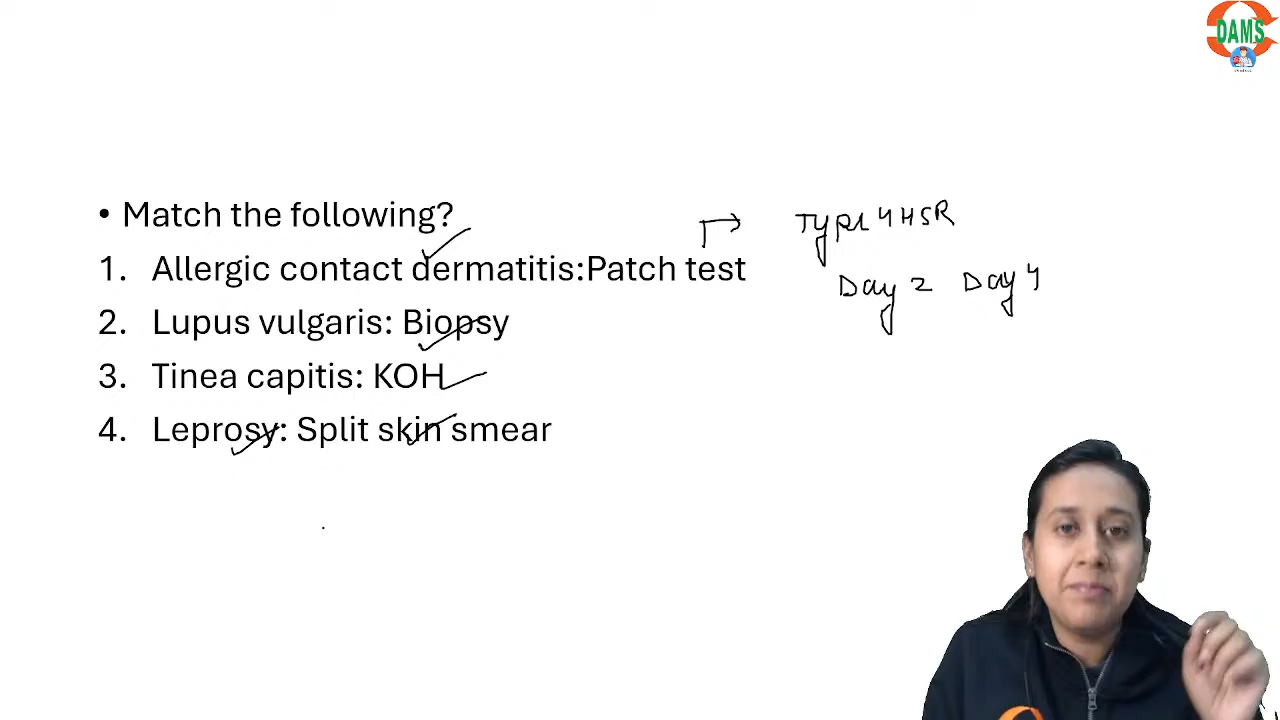 DAMS
• Match the following?
1. Allergic contact dermatitis:Patch test
2. Lupus vulgaris: Biopsy
3. Tinea capitis: KOH
4. Leprosy: Split skin smear
Type 4 HSR
Day 2 Day 4